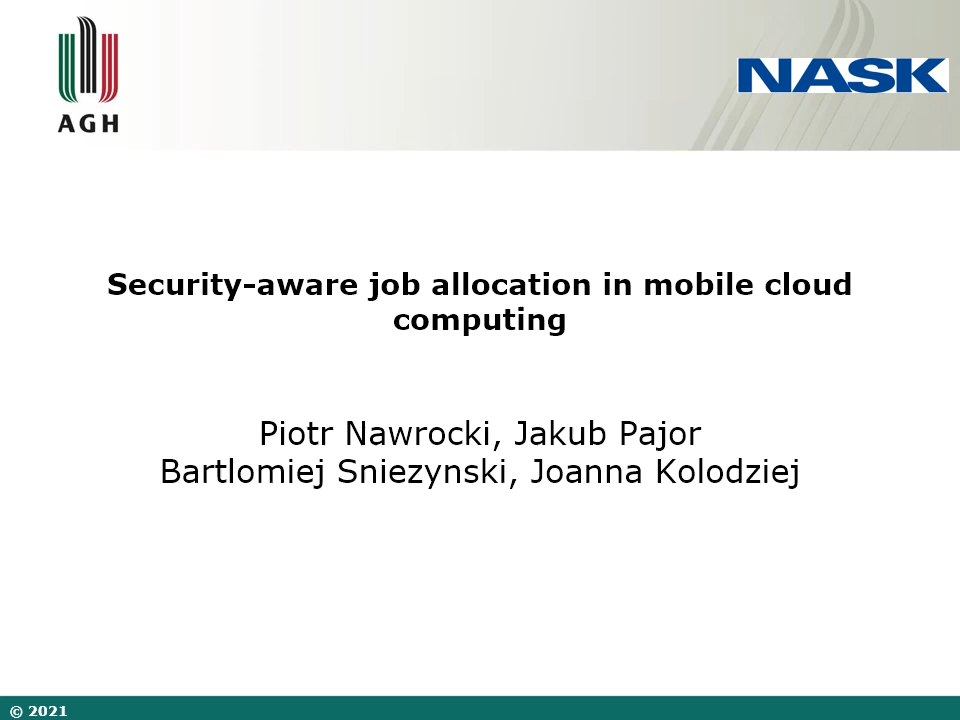 AGH
NASK
Security-aware job allocation in mobile cloud
computing
Piotr Nawrocki, Jakub Pajor
Bartlomiej Sniezynski, Joanna Kolodziej
© 2021